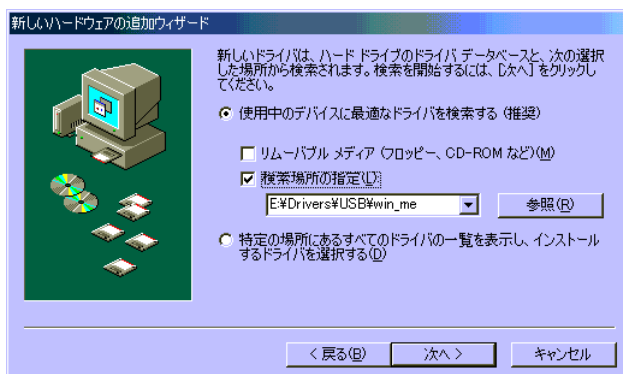 新しいハードウェアの追加ウィザード
新しいドライバは、ハード ドライブのドライバ データベースと、次の選択
した場所から検索されます。検索を開始するには、[次へ] をクリックし
てください。
使用中のデバイスに最適なドライバを検索する (推奨)
リムーバブル メディア (フロッピー、CD-ROM など)(M)
検索場所の指定(L)
E:¥Drivers¥USB¥win_me
参照(R)
特定の場所にあるすべてのドライバの一覧を表示し、インストール
するドライバを選択する(D)
< 戻る(B)
次へ >
キャンセル